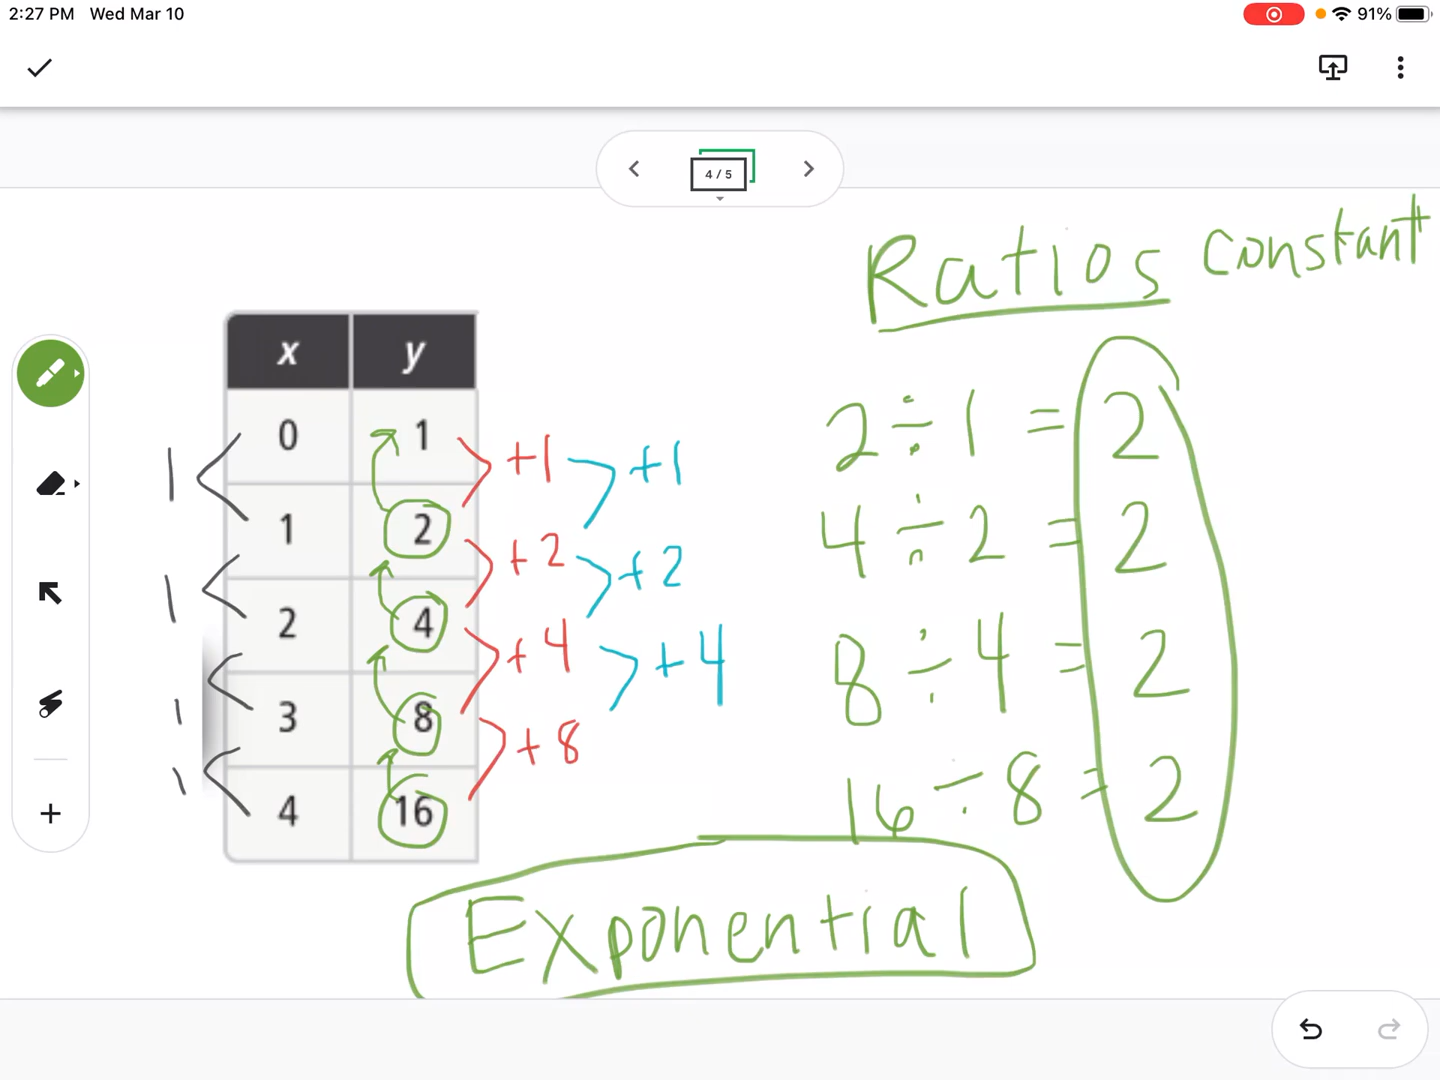 2:27 PM Wed Mar 10 91%
4 / 5
Ratios constant
x y
0 1
1 2
2 4
3 8
4 16
1
1
1
1
+1 +1
+2 +2
+4 +4
+8
2 ÷ 1 = 2
4 ÷ 2 = 2
8 ÷ 4 = 2
16 ÷ 8 = 2
Exponential